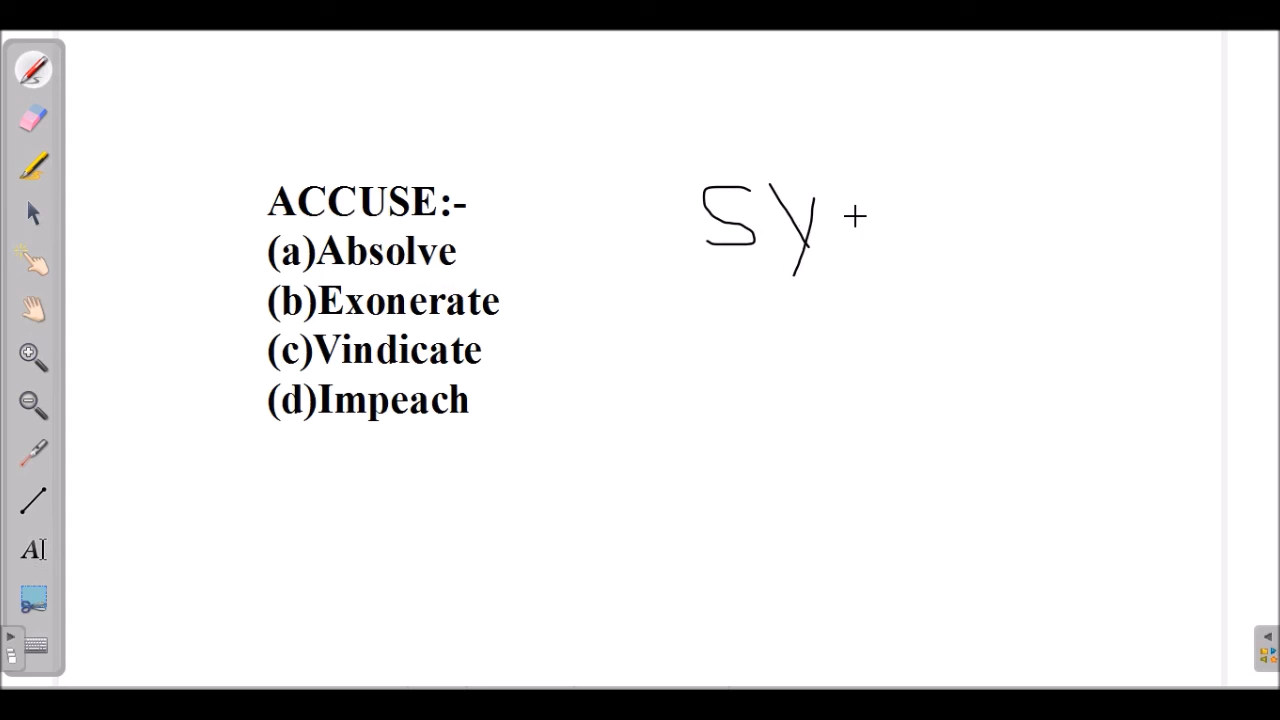 ACCUSE:-
(a)Absolve
(b)Exonerate
(c)Vindicate
(d)Impeach
Sy